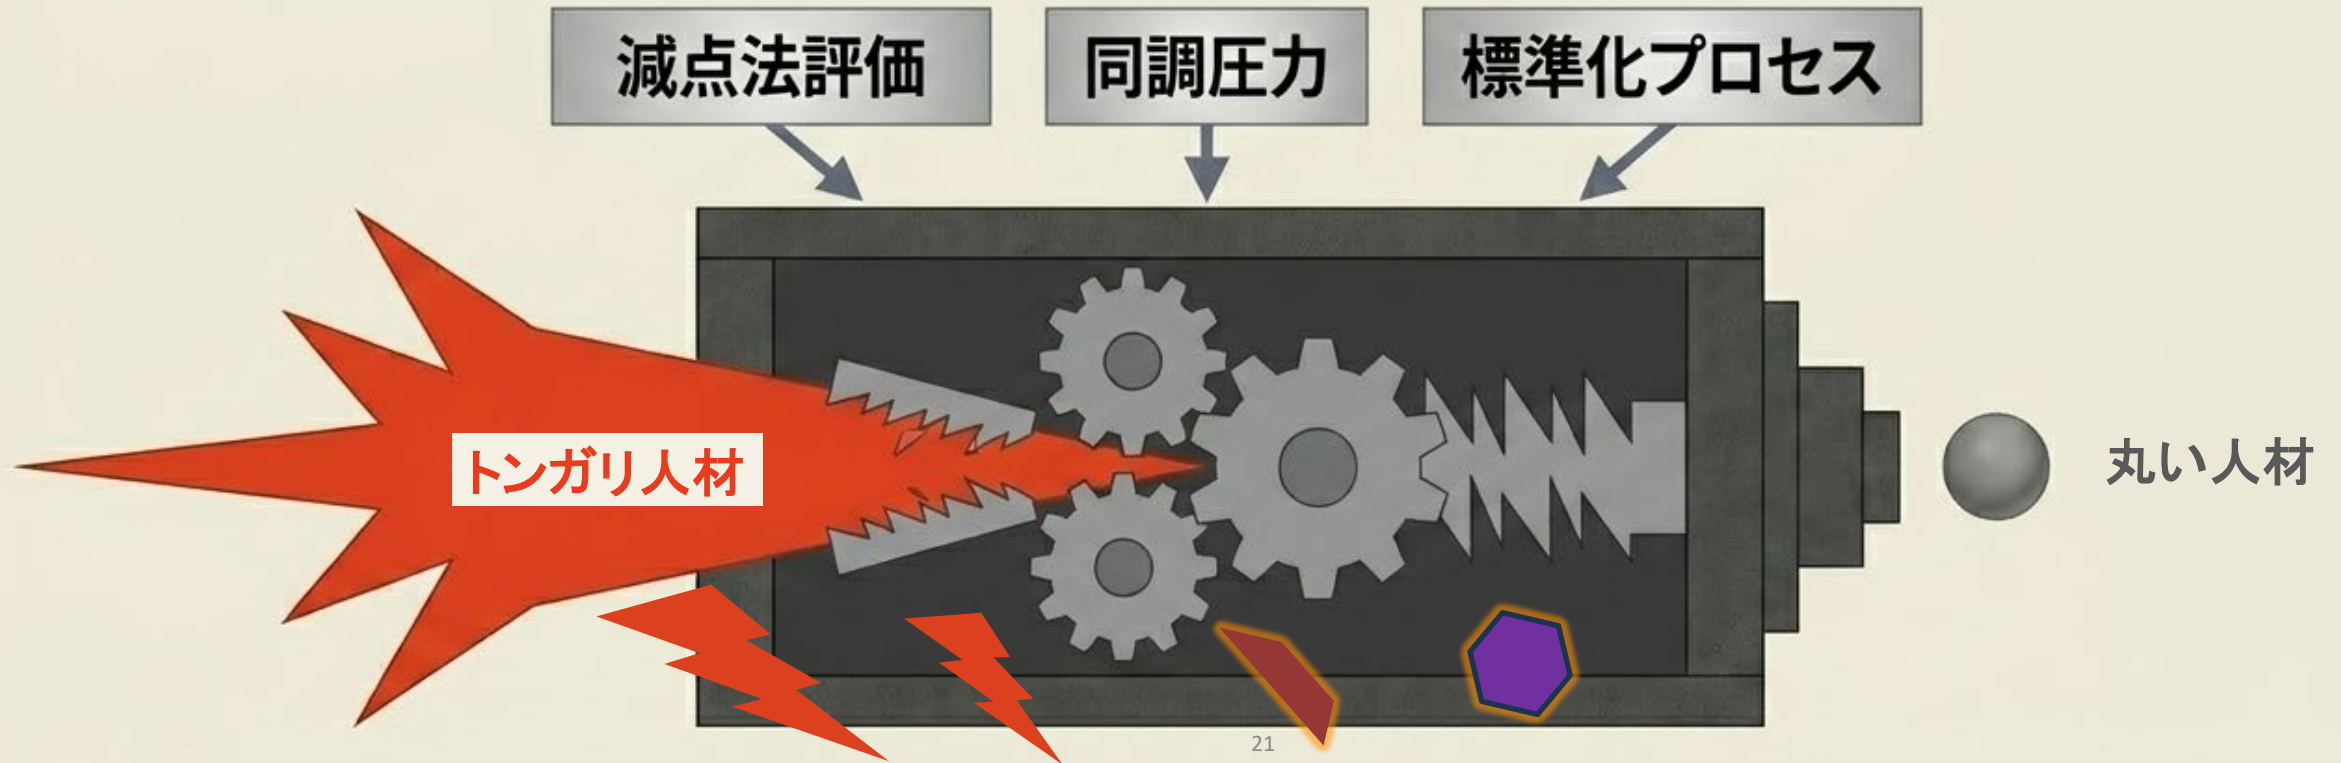 減点法評価
同調圧力
標準化プロセス
トンガリ人材
丸い人材
21